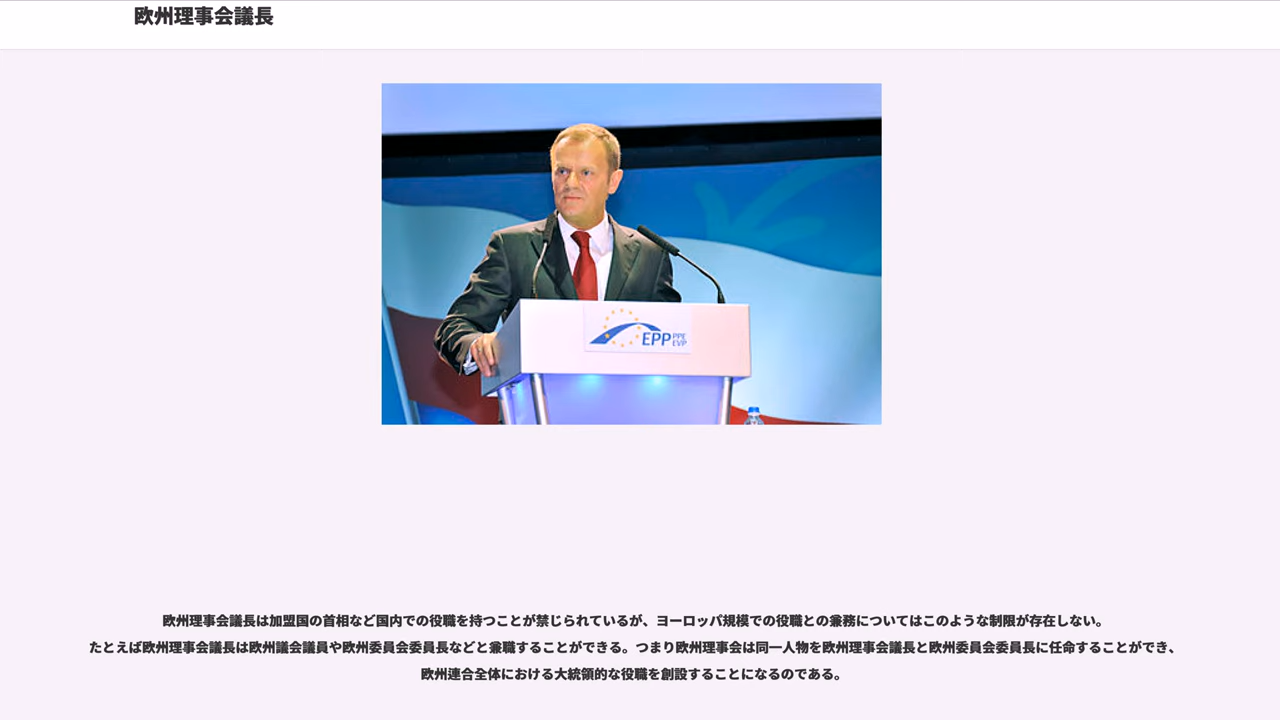 欧州理事会議長
EPP PPE
EVP
欧州理事会議長は加盟国の首相など国内での役職を持つことが禁じられているが、ヨーロッパ規模での役職との兼務についてはこのような制限が存在しない。
たとえば欧州理事会議長は欧州議会議員や欧州委員会委員長などと兼職することができる。つまり欧州理事会は同一人物を欧州理事会議長と欧州委員会委員長に任命することができ、
欧州連合全体における大統領的な役職を創設することになるのである。